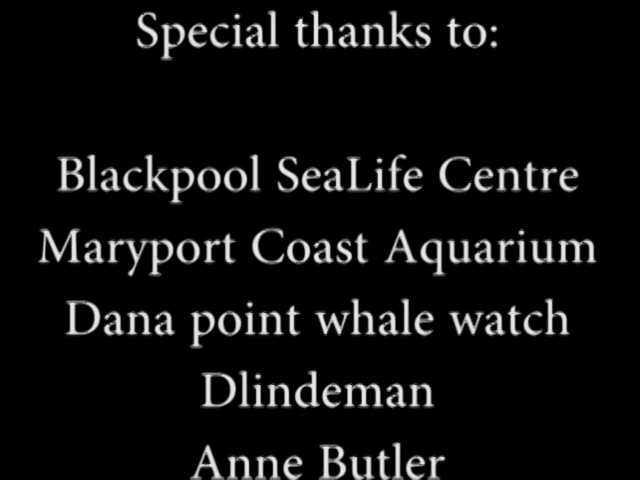 Special thanks to:
Blackpool SeaLife Centre
Maryport Coast Aquarium
Dana point whale watch
Dlindeman
Anne Butler